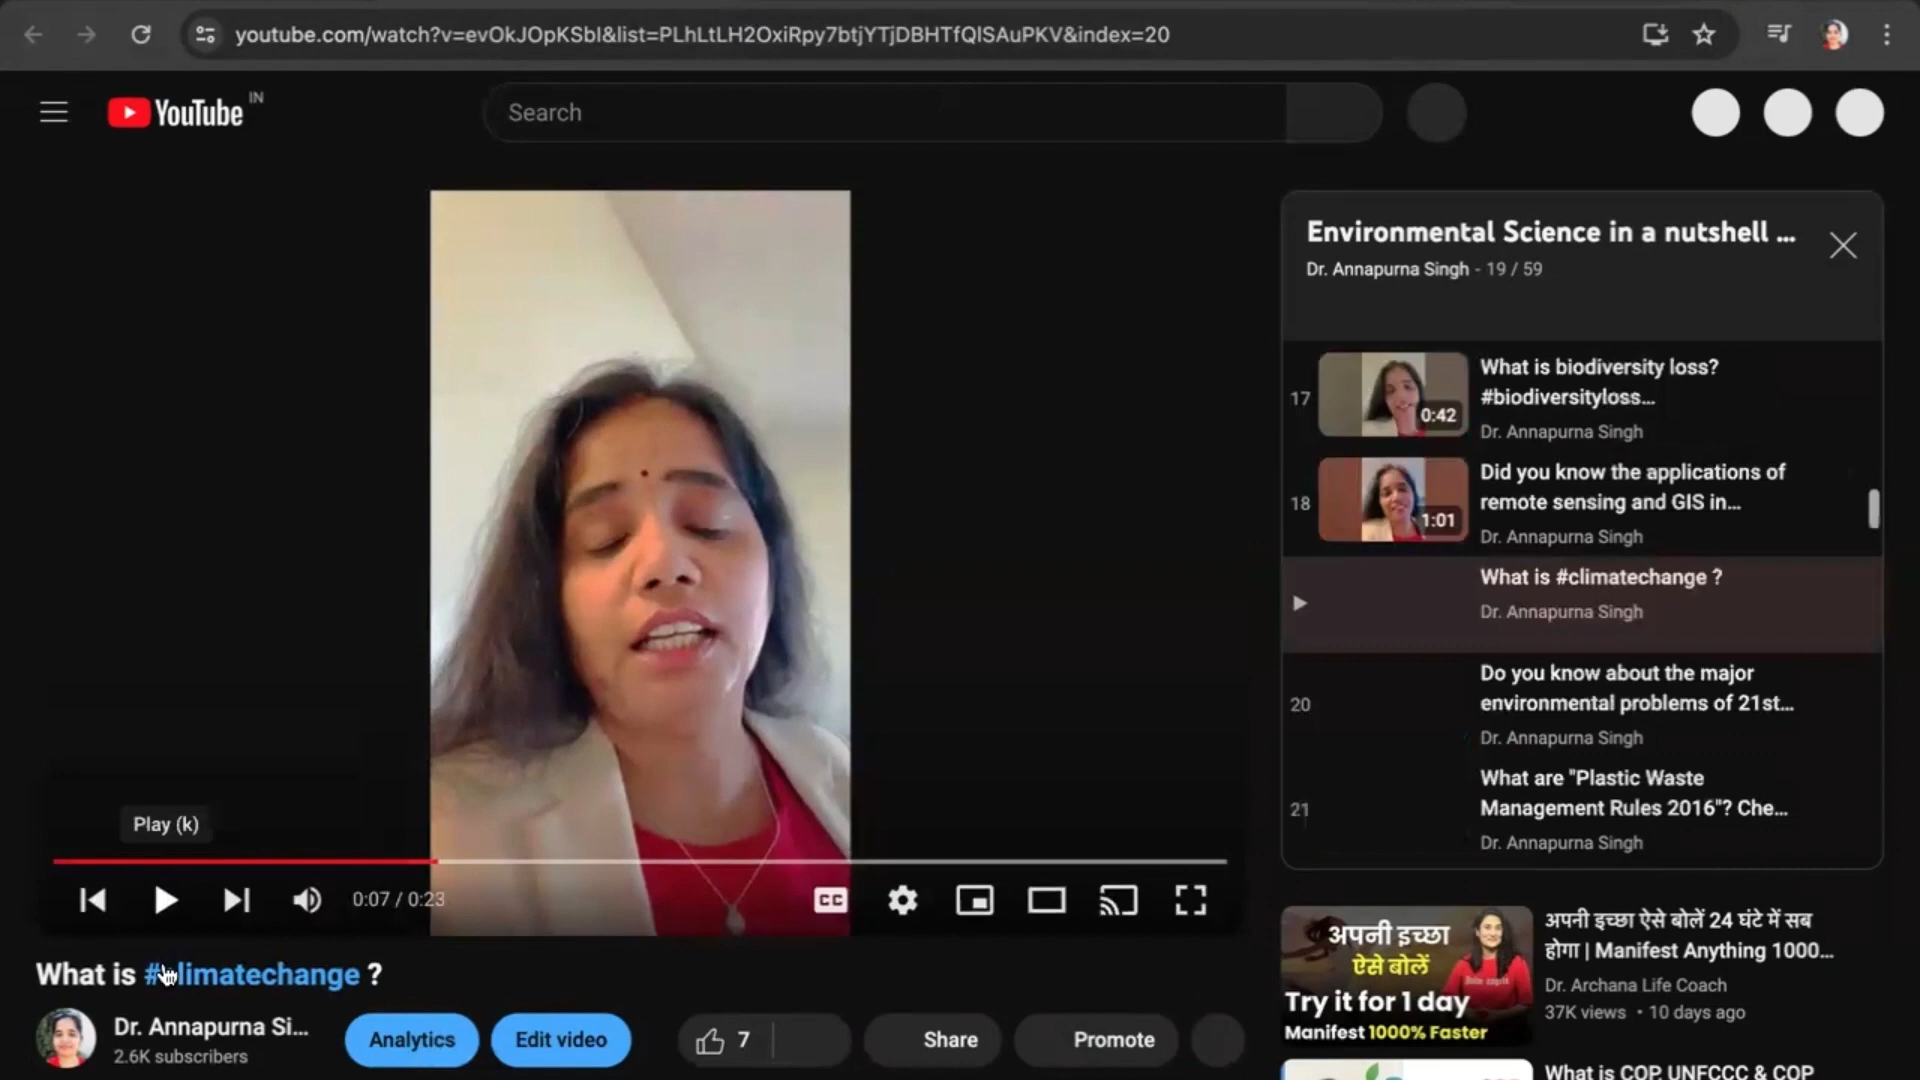 youtube.com/watch?v=evOkJOpKSbI&list=PLhLtLH2OxiRpy7btjYTjDBHTfQlSAuPKV&index=20
YouTube IN
Search
Environmental Science in a nutshell ...
Dr. Annapurna Singh - 19 / 59
17
0:42
What is biodiversity loss?
#biodiversityloss...
Dr. Annapurna Singh
18
1:01
Did you know the applications of
remote sensing and GIS in...
Dr. Annapurna Singh
What is #climatechange ?
Dr. Annapurna Singh
20
Do you know about the major
environmental problems of 21st...
Dr. Annapurna Singh
21
What are "Plastic Waste
Management Rules 2016"? Che...
Dr. Annapurna Singh
Play (k)
0:07 / 0:23
CC
What is #climatechange ?
Dr. Annapurna Si...
2.6K subscribers
Analytics
Edit video
7
Share
Promote
अपनी इच्छा
ऐसे बोलें
Try it for 1 day
Manifest 1000% Faster
अपनी इच्छा ऐसे बोलें 24 घंटे में सब
होगा | Manifest Anything 1000...
Dr. Archana Life Coach
37K views • 10 days ago
What is COP, UNFCCC & COP